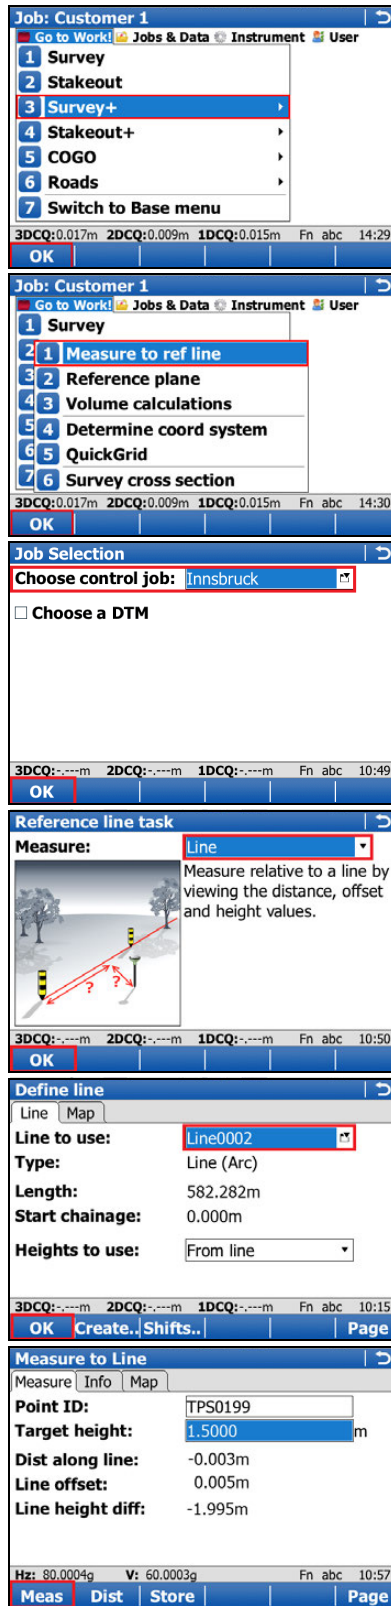 Job: Customer 1
Go to Work! Jobs & Data Instrument User
1 Survey
2 Stakeout
3 Survey+
4 Stakeout+
5 COGO
6 Roads
7 Switch to Base menu
3DCQ:0.017m 2DCQ:0.009m 1DCQ:0.015m Fn abc 14:29
OK
Job: Customer 1
Go to Work! Jobs & Data Instrument User
1 Survey
2 1 Measure to ref line
3 2 Reference plane
4 3 Volume calculations
5 4 Determine coord system
6 5 QuickGrid
7 6 Survey cross section
3DCQ:0.017m 2DCQ:0.009m 1DCQ:0.015m Fn abc 14:30
OK
Job Selection
Choose control job: Innsbruck
Choose a DTM
3DCQ:-.---m 2DCQ:-.---m 1DCQ:-.---m Fn abc 10:49
OK
Reference line task
Measure: Line
Measure relative to a line by
viewing the distance, offset
and height values.
? ?
3DCQ:-.---m 2DCQ:-.---m 1DCQ:-.---m Fn abc 10:50
OK
Define line
Line Map
Line to use: Line0002
Type: Line (Arc)
Length: 582.282m
Start chainage: 0.000m
Heights to use: From line
3DCQ:-.---m 2DCQ:-.---m 1DCQ:-.---m Fn abc 10:15
OK Create.. Shifts.. Page
Measure to Line
Measure Info Map
Point ID: TPS0199
Target height: 1.5000 m
Dist along line: -0.003m
Line offset: 0.005m
Line height diff: -1.995m
Hz: 80.0004g V: 60.0003g Fn abc 10:57
Meas Dist Store Page